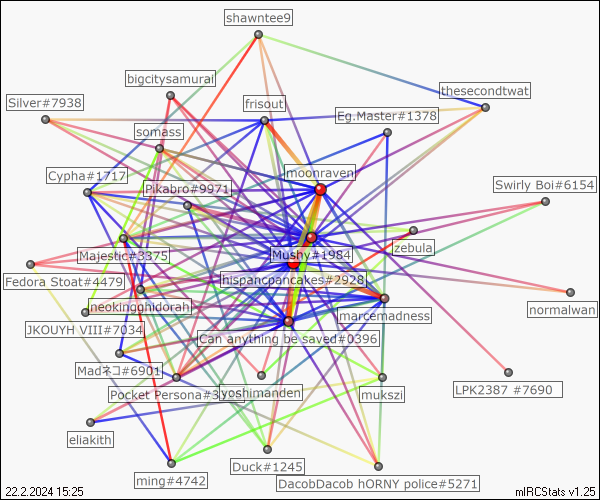 shawntee9
bigcitysamurai
thesecondtwat
Silver#7938
frisout
Eg.Master#1378
somass
moonraven
Cypha#1717
Pikabro#9971
Swirly Boi#6154
Majestic#3375
Mushy#1984
zebula
Fedora Stoat#4479
hispancpancakes#2928
neokingghidorah
normalwan
marcemadness
JKOUYH VIII#7034
Can anything be saved#0396
Madネコ#6901
LPK2387 #7690
Pocket Persona#3
yoshimanden
mukszi
eliakith
Duck#1245
ming#4742
DacobDacob hORNY police#5271
22.2.2024 15:25
mIRCStats v1.25